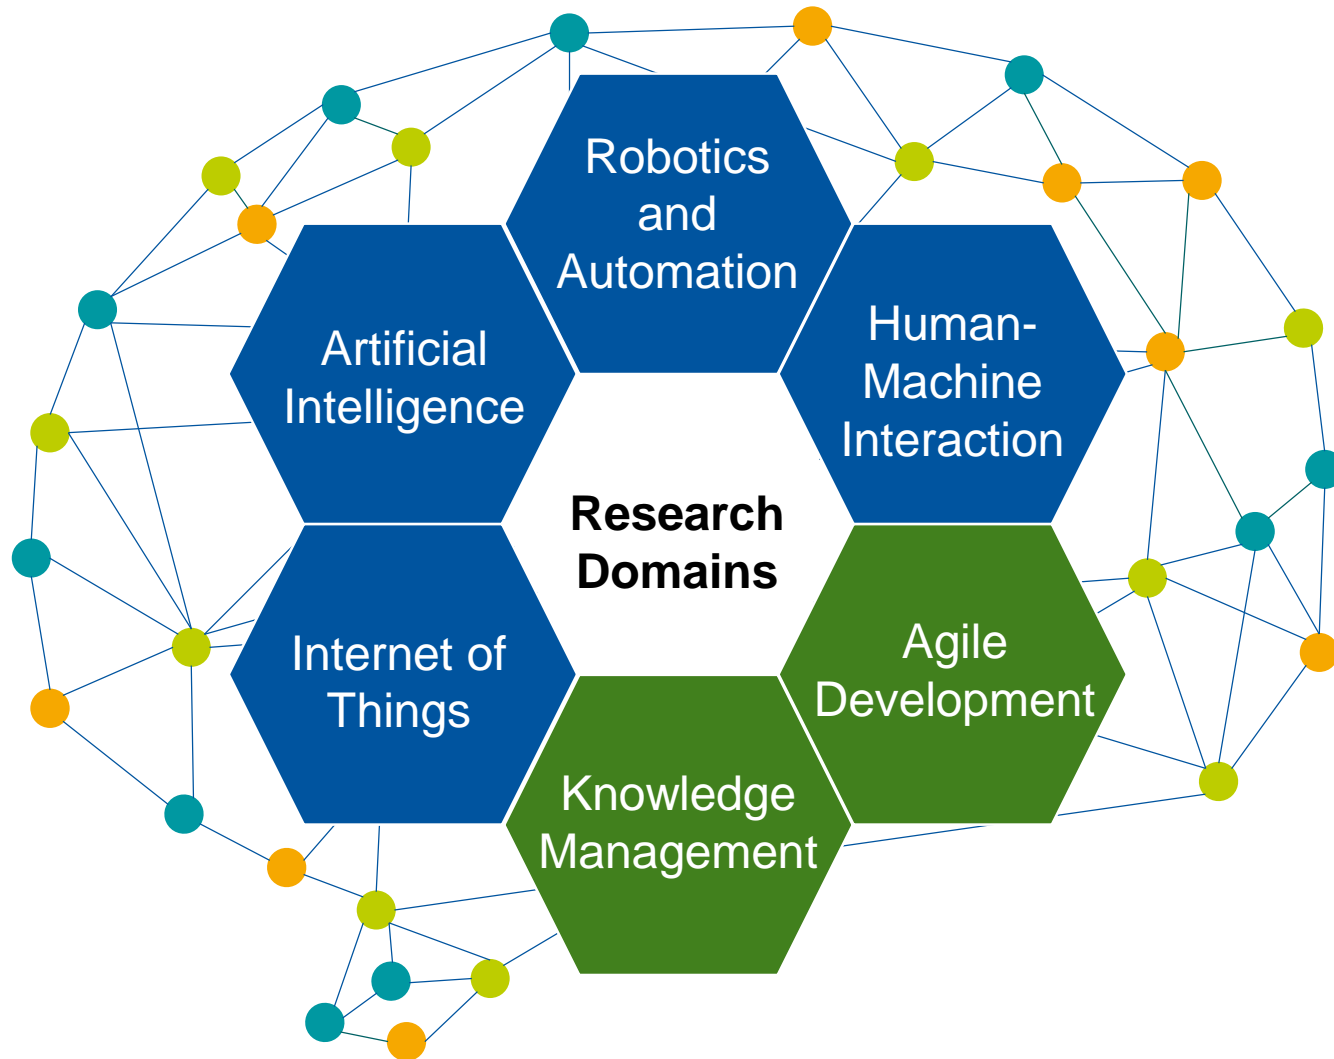 Robotics
and
Automation
Artificial
Intelligence
Human-
Machine
Interaction
Research
Domains
Internet of
Things
Agile
Development
Knowledge
Management